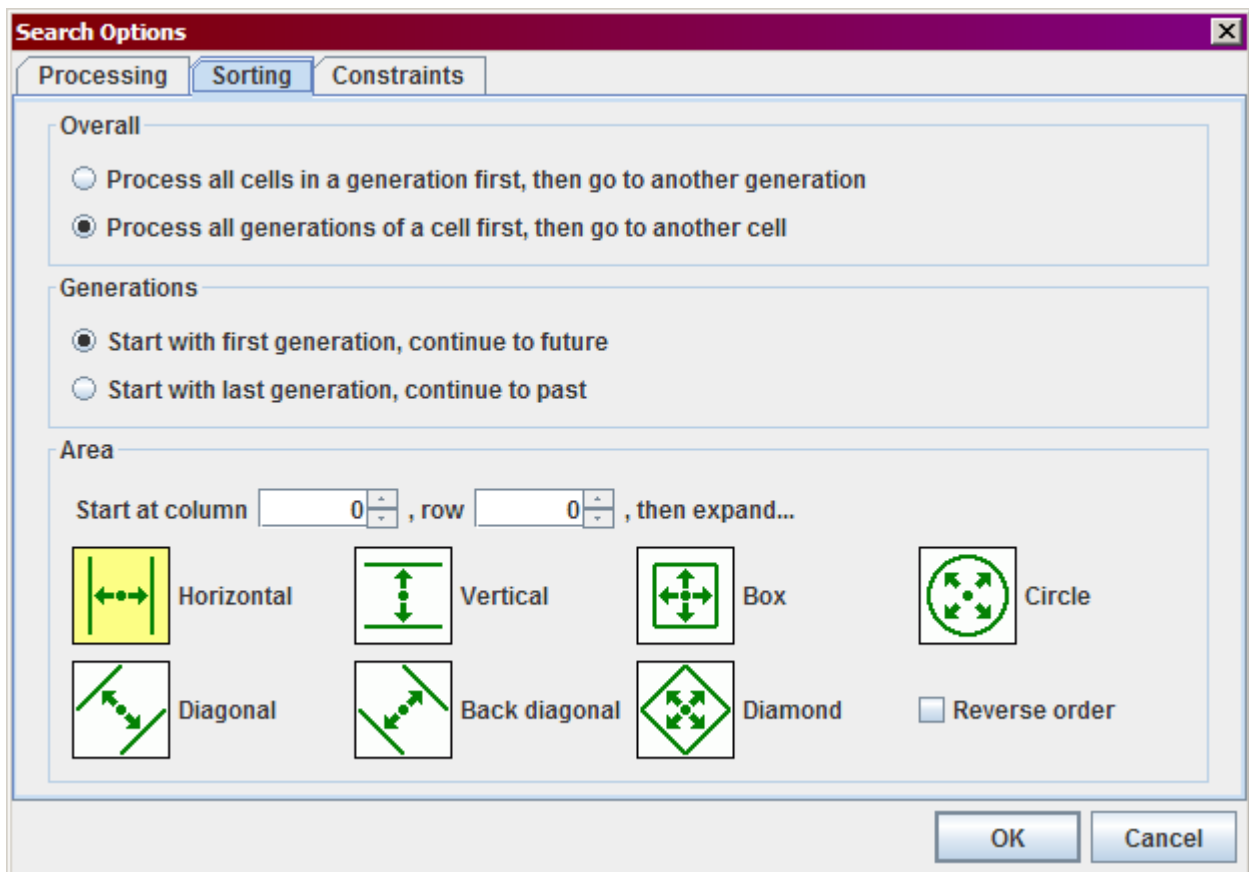 Search Options
Processing Sorting Constraints
Overall
Process all cells in a generation first, then go to another generation
Process all generations of a cell first, then go to another cell
Generations
Start with first generation, continue to future
Start with last generation, continue to past
Area
Start at column 0 , row 0 , then expand...
Horizontal Vertical Box Circle
Diagonal Back diagonal Diamond Reverse order
OK Cancel